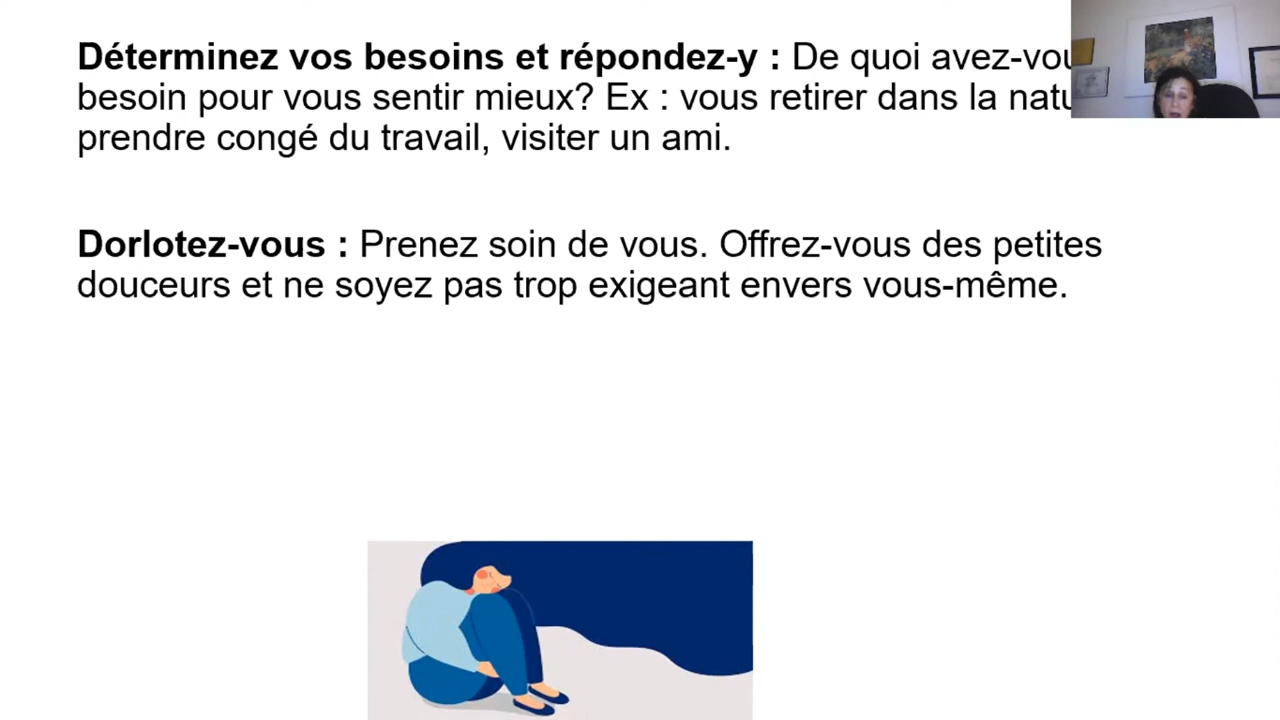 Déterminez vos besoins et répondez-y : De quoi avez-vou
besoin pour vous sentir mieux? Ex : vous retirer dans la natu
prendre congé du travail, visiter un ami.
Dorlotez-vous : Prenez soin de vous. Offrez-vous des petites
douceurs et ne soyez pas trop exigeant envers vous-même.